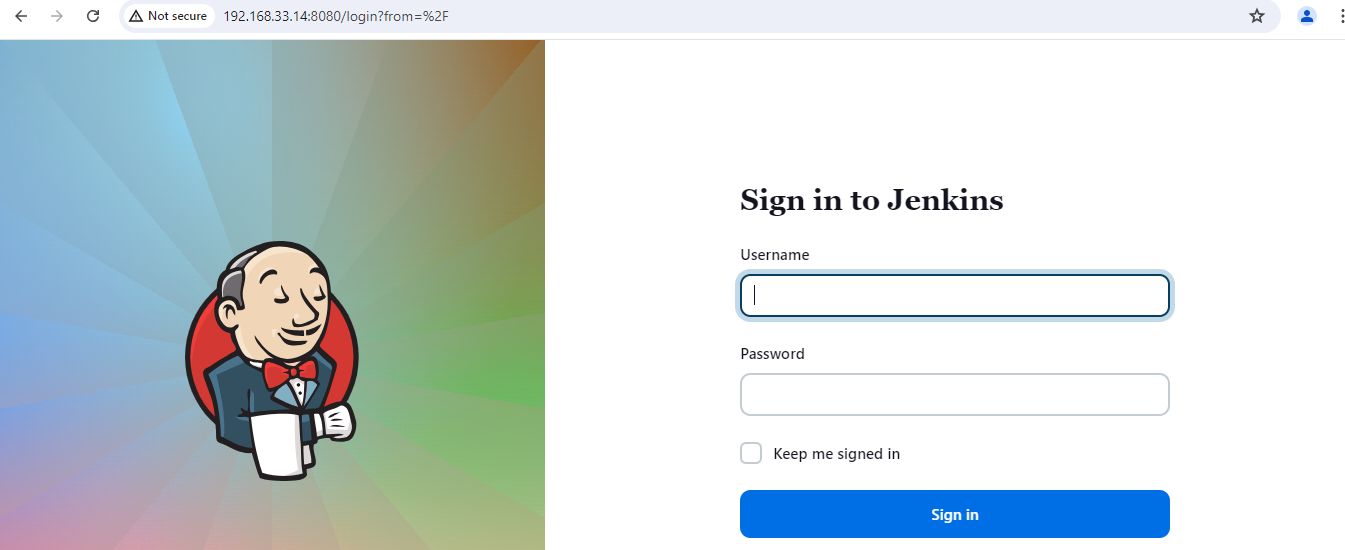 Not secure 192.168.33.14:8080/login?from=%2F
Sign in to Jenkins
Username
Password
Keep me signed in
Sign in